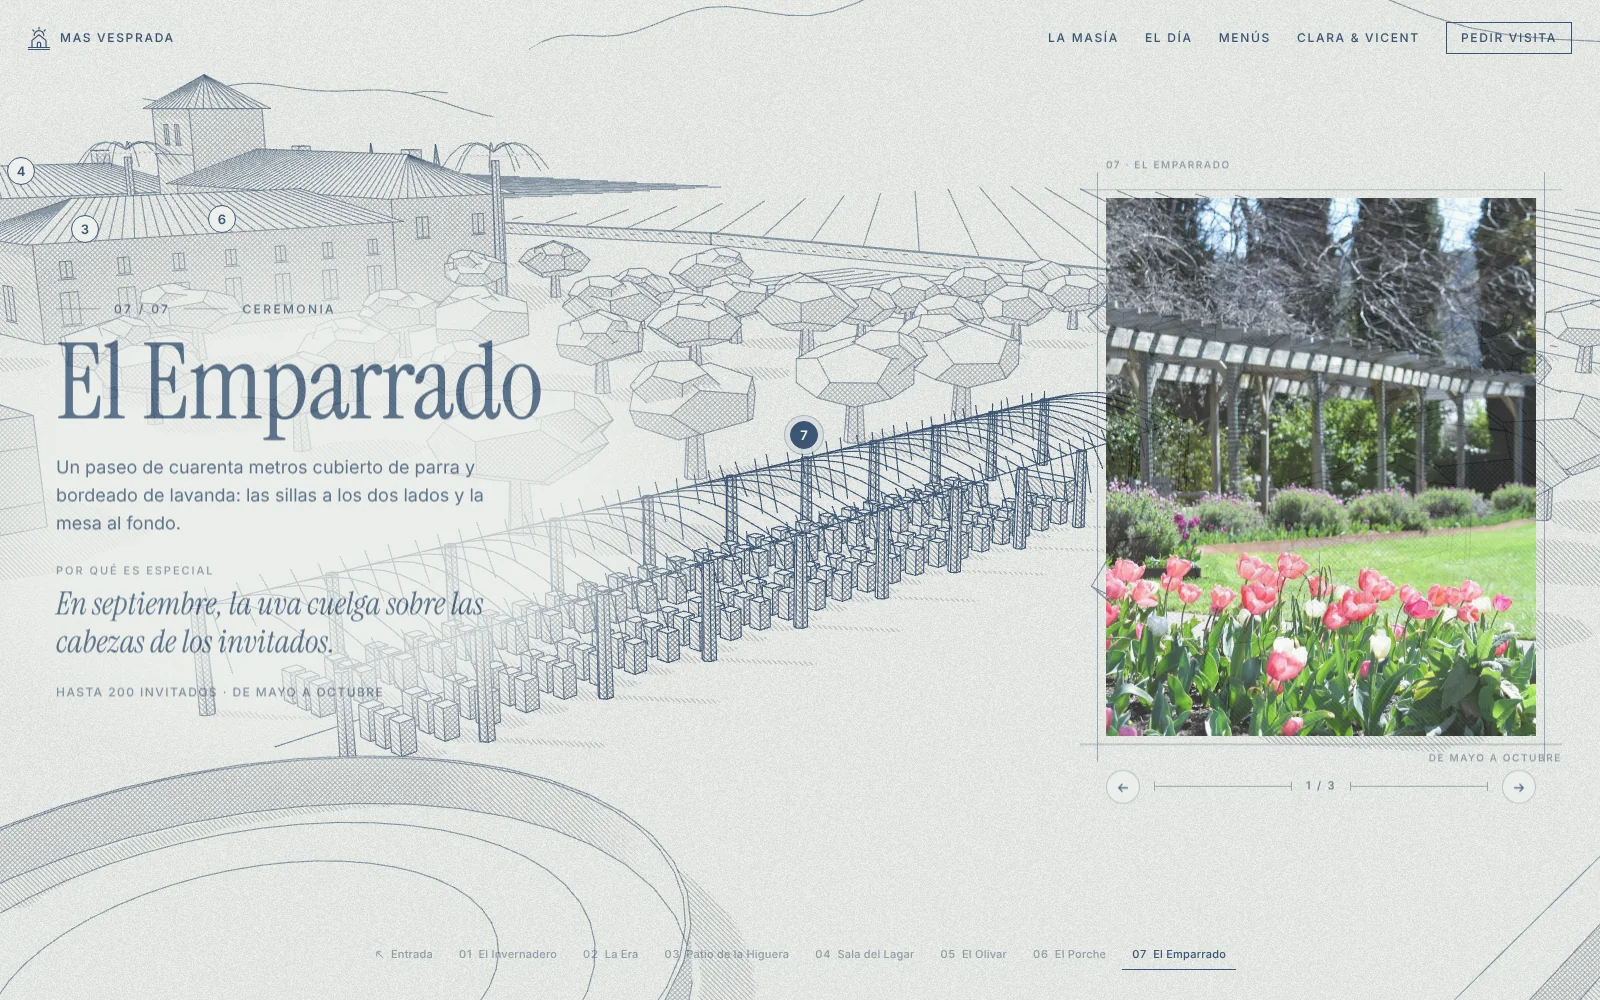 MAS VESPRADA
LA MASÍA
EL DÍA
MENÚS
CLARA & VICENT
PEDIR VISITA
4
3
6
07 / 07
CEREMONIA
El Emparrado
Un paseo de cuarenta metros cubierto de parra y
bordeado de lavanda: las sillas a los dos lados y la
mesa al fondo.
POR QUÉ ES ESPECIAL
En septiembre, la uva cuelga sobre las
cabezas de los invitados.
HASTA 200 INVITADOS · DE MAYO A OCTUBRE
7
07 · EL EMPARRADO
DE MAYO A OCTUBRE
1 / 3
↖ Entrada
01 El Invernadero
02 La Era
03 Patio de la Higuera
04 Sala del Lagar
05 El Olivar
06 El Porche
07 El Emparrado